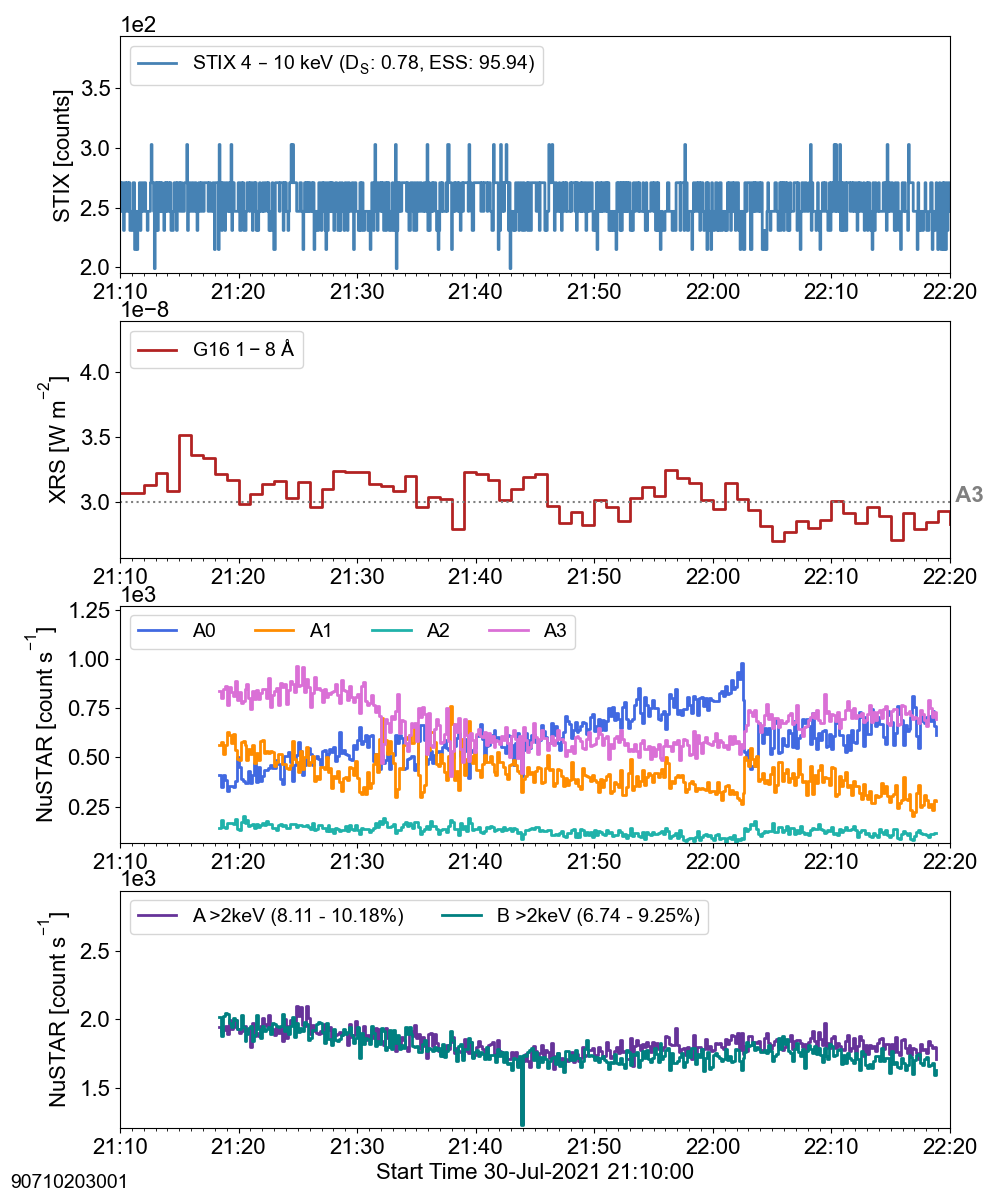 1e2
STIX 4 – 10 keV (DS: 0.78, ESS: 95.94)
STIX [counts]
3.5
3.0
2.5
2.0
21:10 21:20 21:30 21:40 21:50 22:00 22:10 22:20
1e−8
G16 1 – 8 Å
XRS [W m−2]
4.0
3.5
3.0
A3
21:10 21:20 21:30 21:40 21:50 22:00 22:10 22:20
1e3
A0 A1 A2 A3
NuSTAR [count s−1]
1.25
1.00
0.75
0.50
0.25
21:10 21:20 21:30 21:40 21:50 22:00 22:10 22:20
1e3
A >2keV (8.11 - 10.18%) B >2keV (6.74 - 9.25%)
NuSTAR [count s−1]
2.5
2.0
1.5
21:10 21:20 21:30 21:40 21:50 22:00 22:10 22:20
Start Time 30-Jul-2021 21:10:00
90710203001